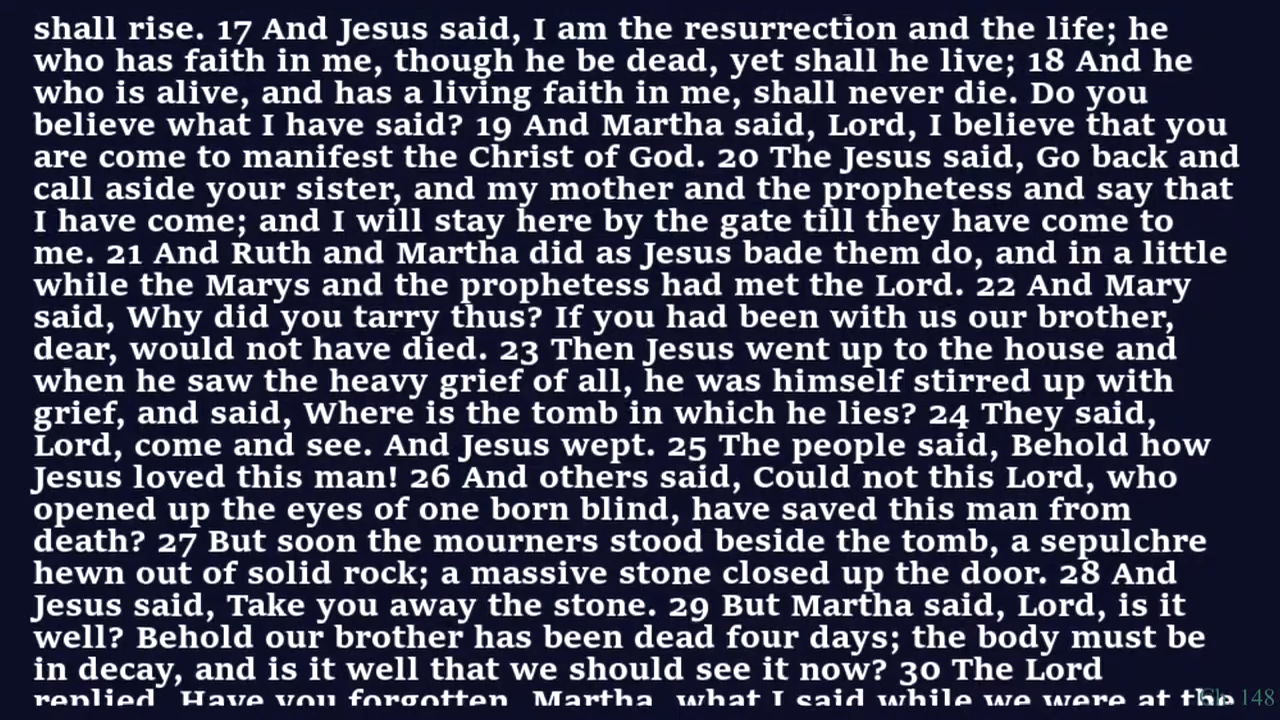 shall rise. 17 And Jesus said, I am the resurrection and the life; he
who has faith in me, though he be dead, yet shall he live; 18 And he
who is alive, and has a living faith in me, shall never die. Do you
believe what I have said? 19 And Martha said, Lord, I believe that you
are come to manifest the Christ of God. 20 The Jesus said, Go back and
call aside your sister, and my mother and the prophetess and say that
I have come; and I will stay here by the gate till they have come to
me. 21 And Ruth and Martha did as Jesus bade them do, and in a little
while the Marys and the prophetess had met the Lord. 22 And Mary
said, Why did you tarry thus? If you had been with us our brother,
dear, would not have died. 23 Then Jesus went up to the house and
when he saw the heavy grief of all, he was himself stirred up with
grief, and said, Where is the tomb in which he lies? 24 They said,
Lord, come and see. And Jesus wept. 25 The people said, Behold how
Jesus loved this man! 26 And others said, Could not this Lord, who
opened up the eyes of one born blind, have saved this man from
death? 27 But soon the mourners stood beside the tomb, a sepulchre
hewn out of solid rock; a massive stone closed up the door. 28 And
Jesus said, Take you away the stone. 29 But Martha said, Lord, is it
well? Behold our brother has been dead four days; the body must be
in decay, and is it well that we should see it now? 30 The Lord
replied, Have you forgotten, Martha, what I said while we were at the
Ch. 148